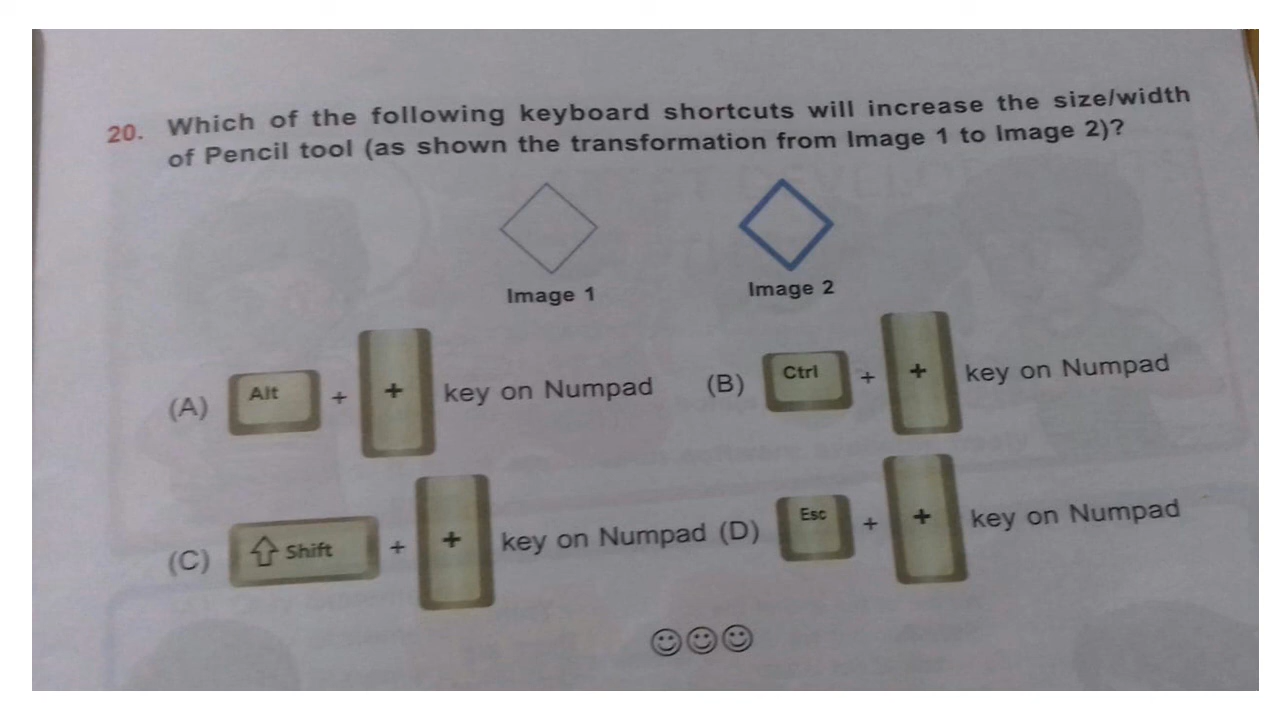 20. Which of the following keyboard shortcuts will increase the size/width
of Pencil tool (as shown the transformation from Image 1 to Image 2)?
Image 1 Image 2
(A) Alt + + key on Numpad (B) Ctrl + + key on Numpad
(C) Shift + + key on Numpad (D) Esc + + key on Numpad